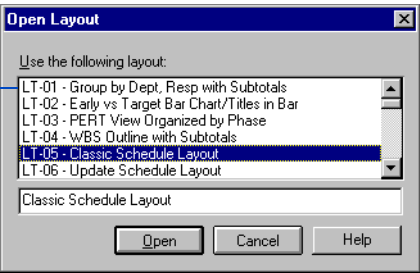 Open Layout
Use the following layout:
LT-01 - Group by Dept, Resp with Subtotals
LT-02 - Early vs Target Bar Chart/Titles in Bar
LT-03 - PERT View Organized by Phase
LT-04 - WBS Outline with Subtotals
LT-05 - Classic Schedule Layout
LT-06 - Update Schedule Layout
Classic Schedule Layout
Open Cancel Help